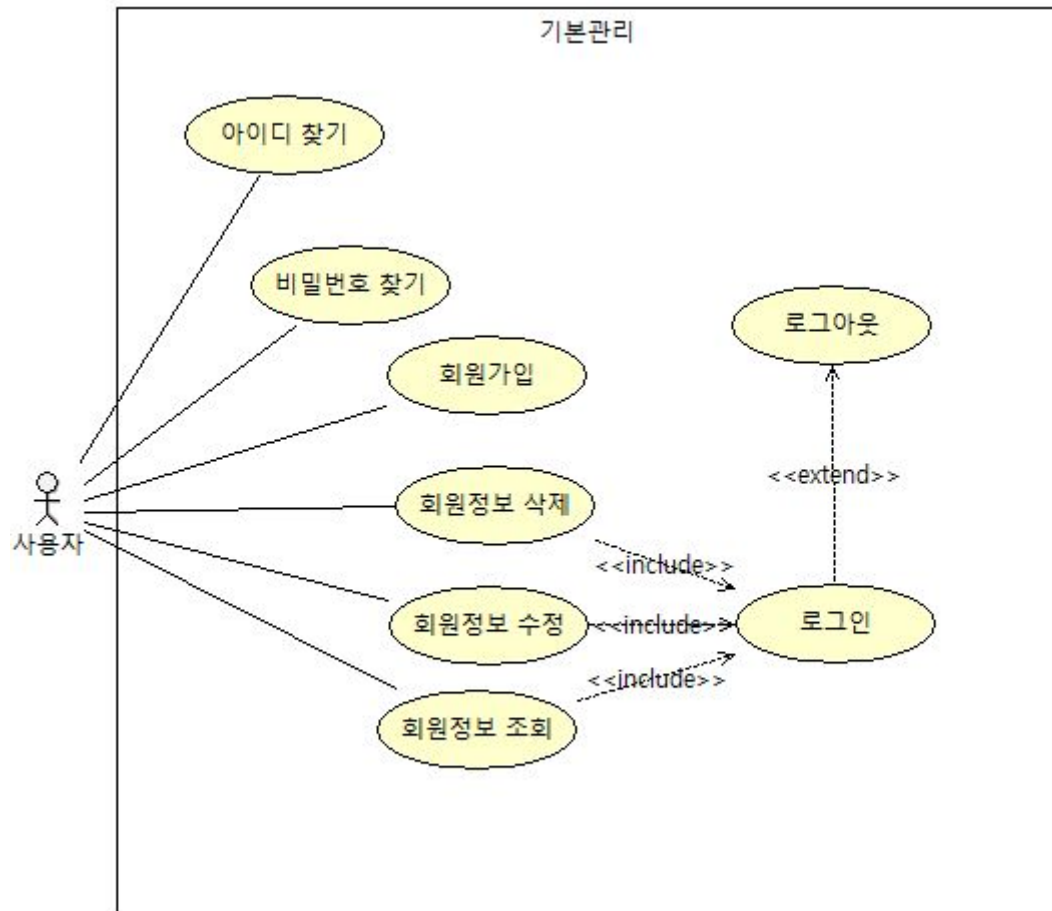 기본관리
아이디 찾기
비밀번호 찾기
로그아웃
회원가입
<<extend>>
회원정보 삭제
사용자
<<include>>
회원정보 수정
<<include>>
로그인
<<include>>
회원정보 조회